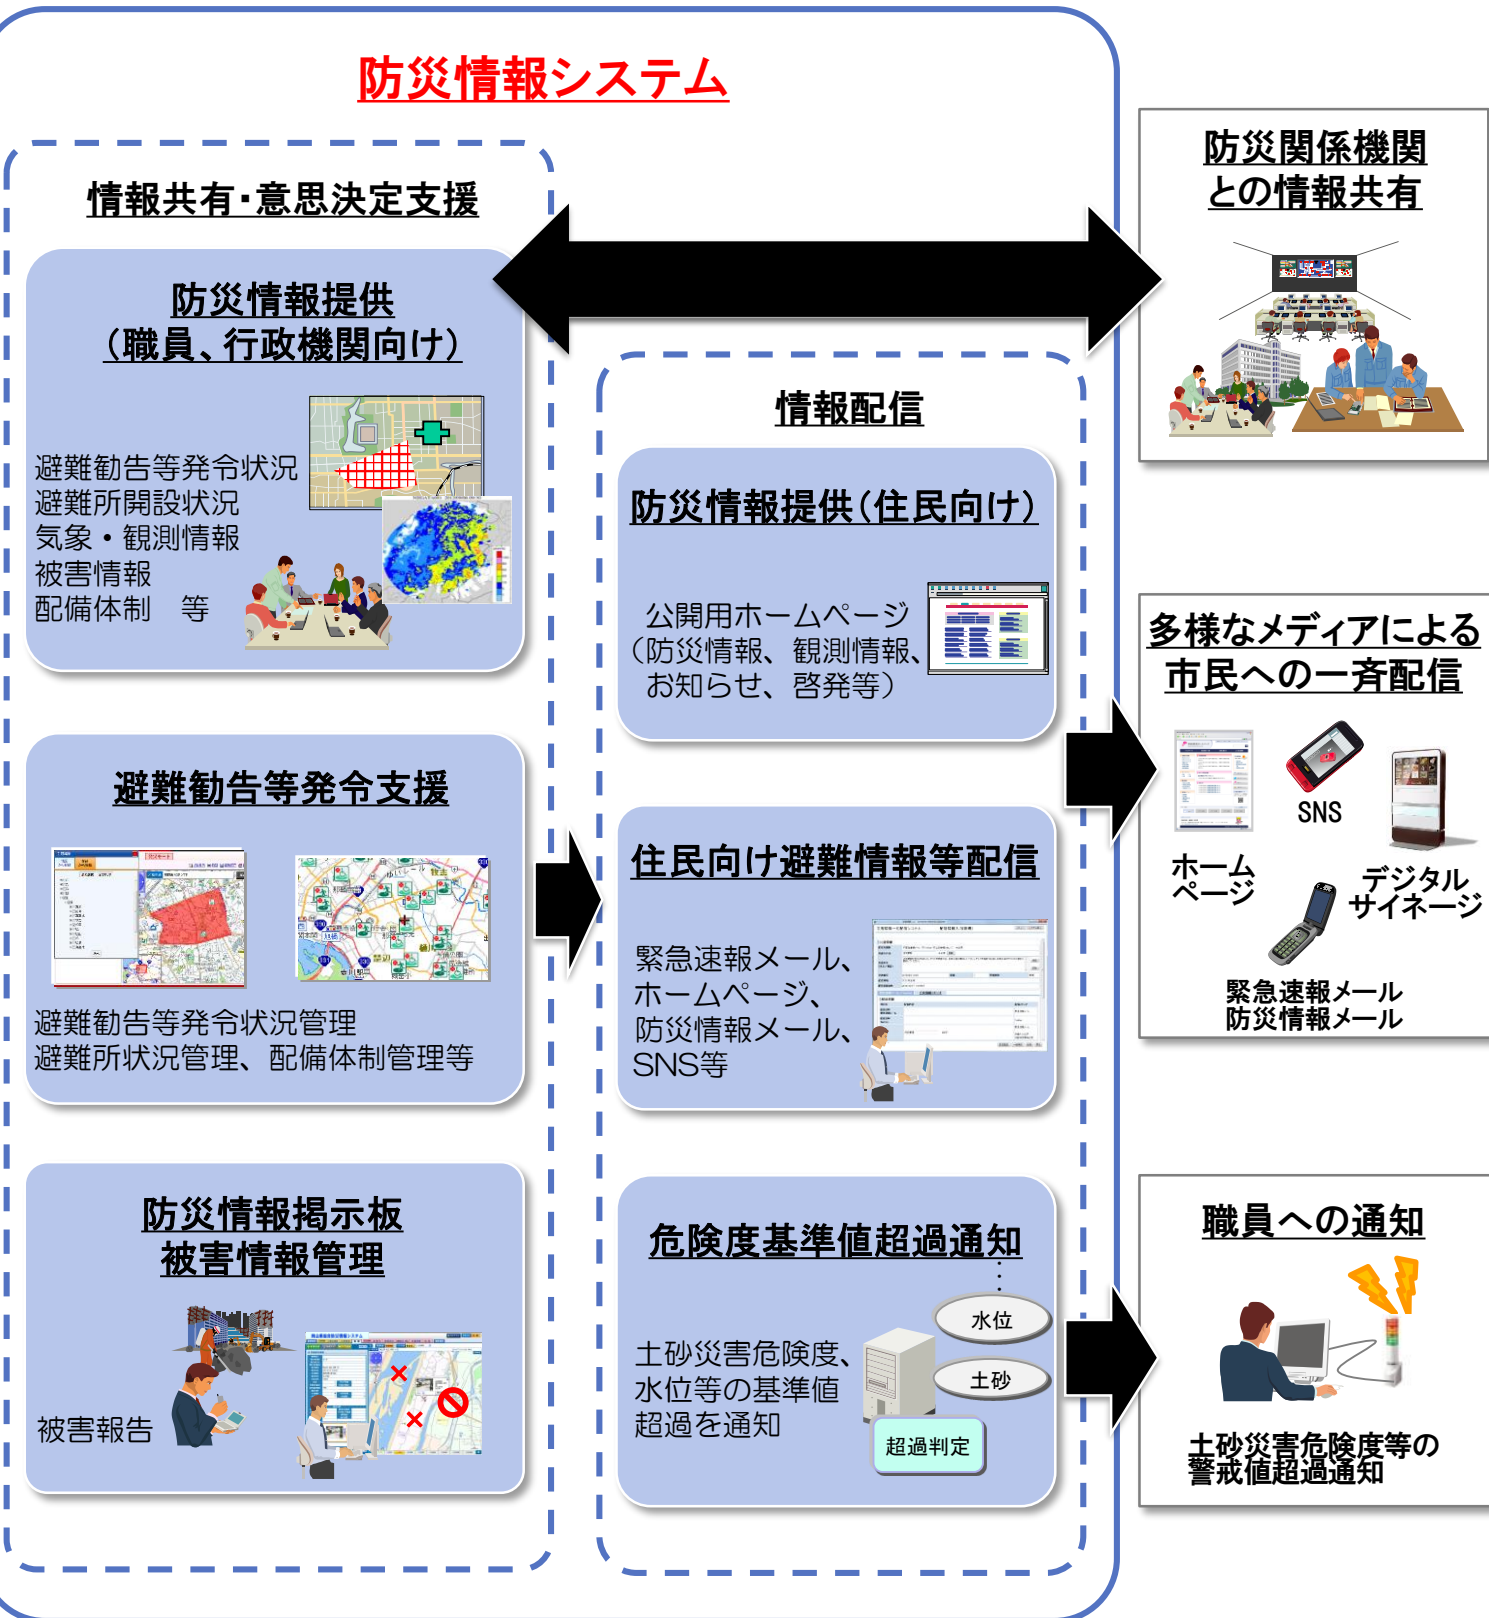 防災情報システム
情報共有・意思決定支援
防災情報提供
（職員、行政機関向け）
避難勧告等発令状況
避難所開設状況
気象・観測情報
被害情報
配備体制　等
避難勧告等発令支援
避難勧告等発令状況管理
避難所状況管理、配備体制管理等
防災情報掲示板
被害情報管理
被害報告
情報配信
防災情報提供（住民向け）
公開用ホームページ
（防災情報、観測情報、
お知らせ、啓発等）
住民向け避難情報等配信
緊急速報メール、
ホームページ、
防災情報メール、
SNS等
危険度基準値超過通知
土砂災害危険度、
水位等の基準値
超過を通知
水位
土砂
超過判定
防災関係機関
との情報共有
多様なメディアによる
市民への一斉配信
SNS
ホーム
ページ
デジタル
サイネージ
緊急速報メール
防災情報メール
職員への通知
土砂災害危険度等の
警戒値超過通知